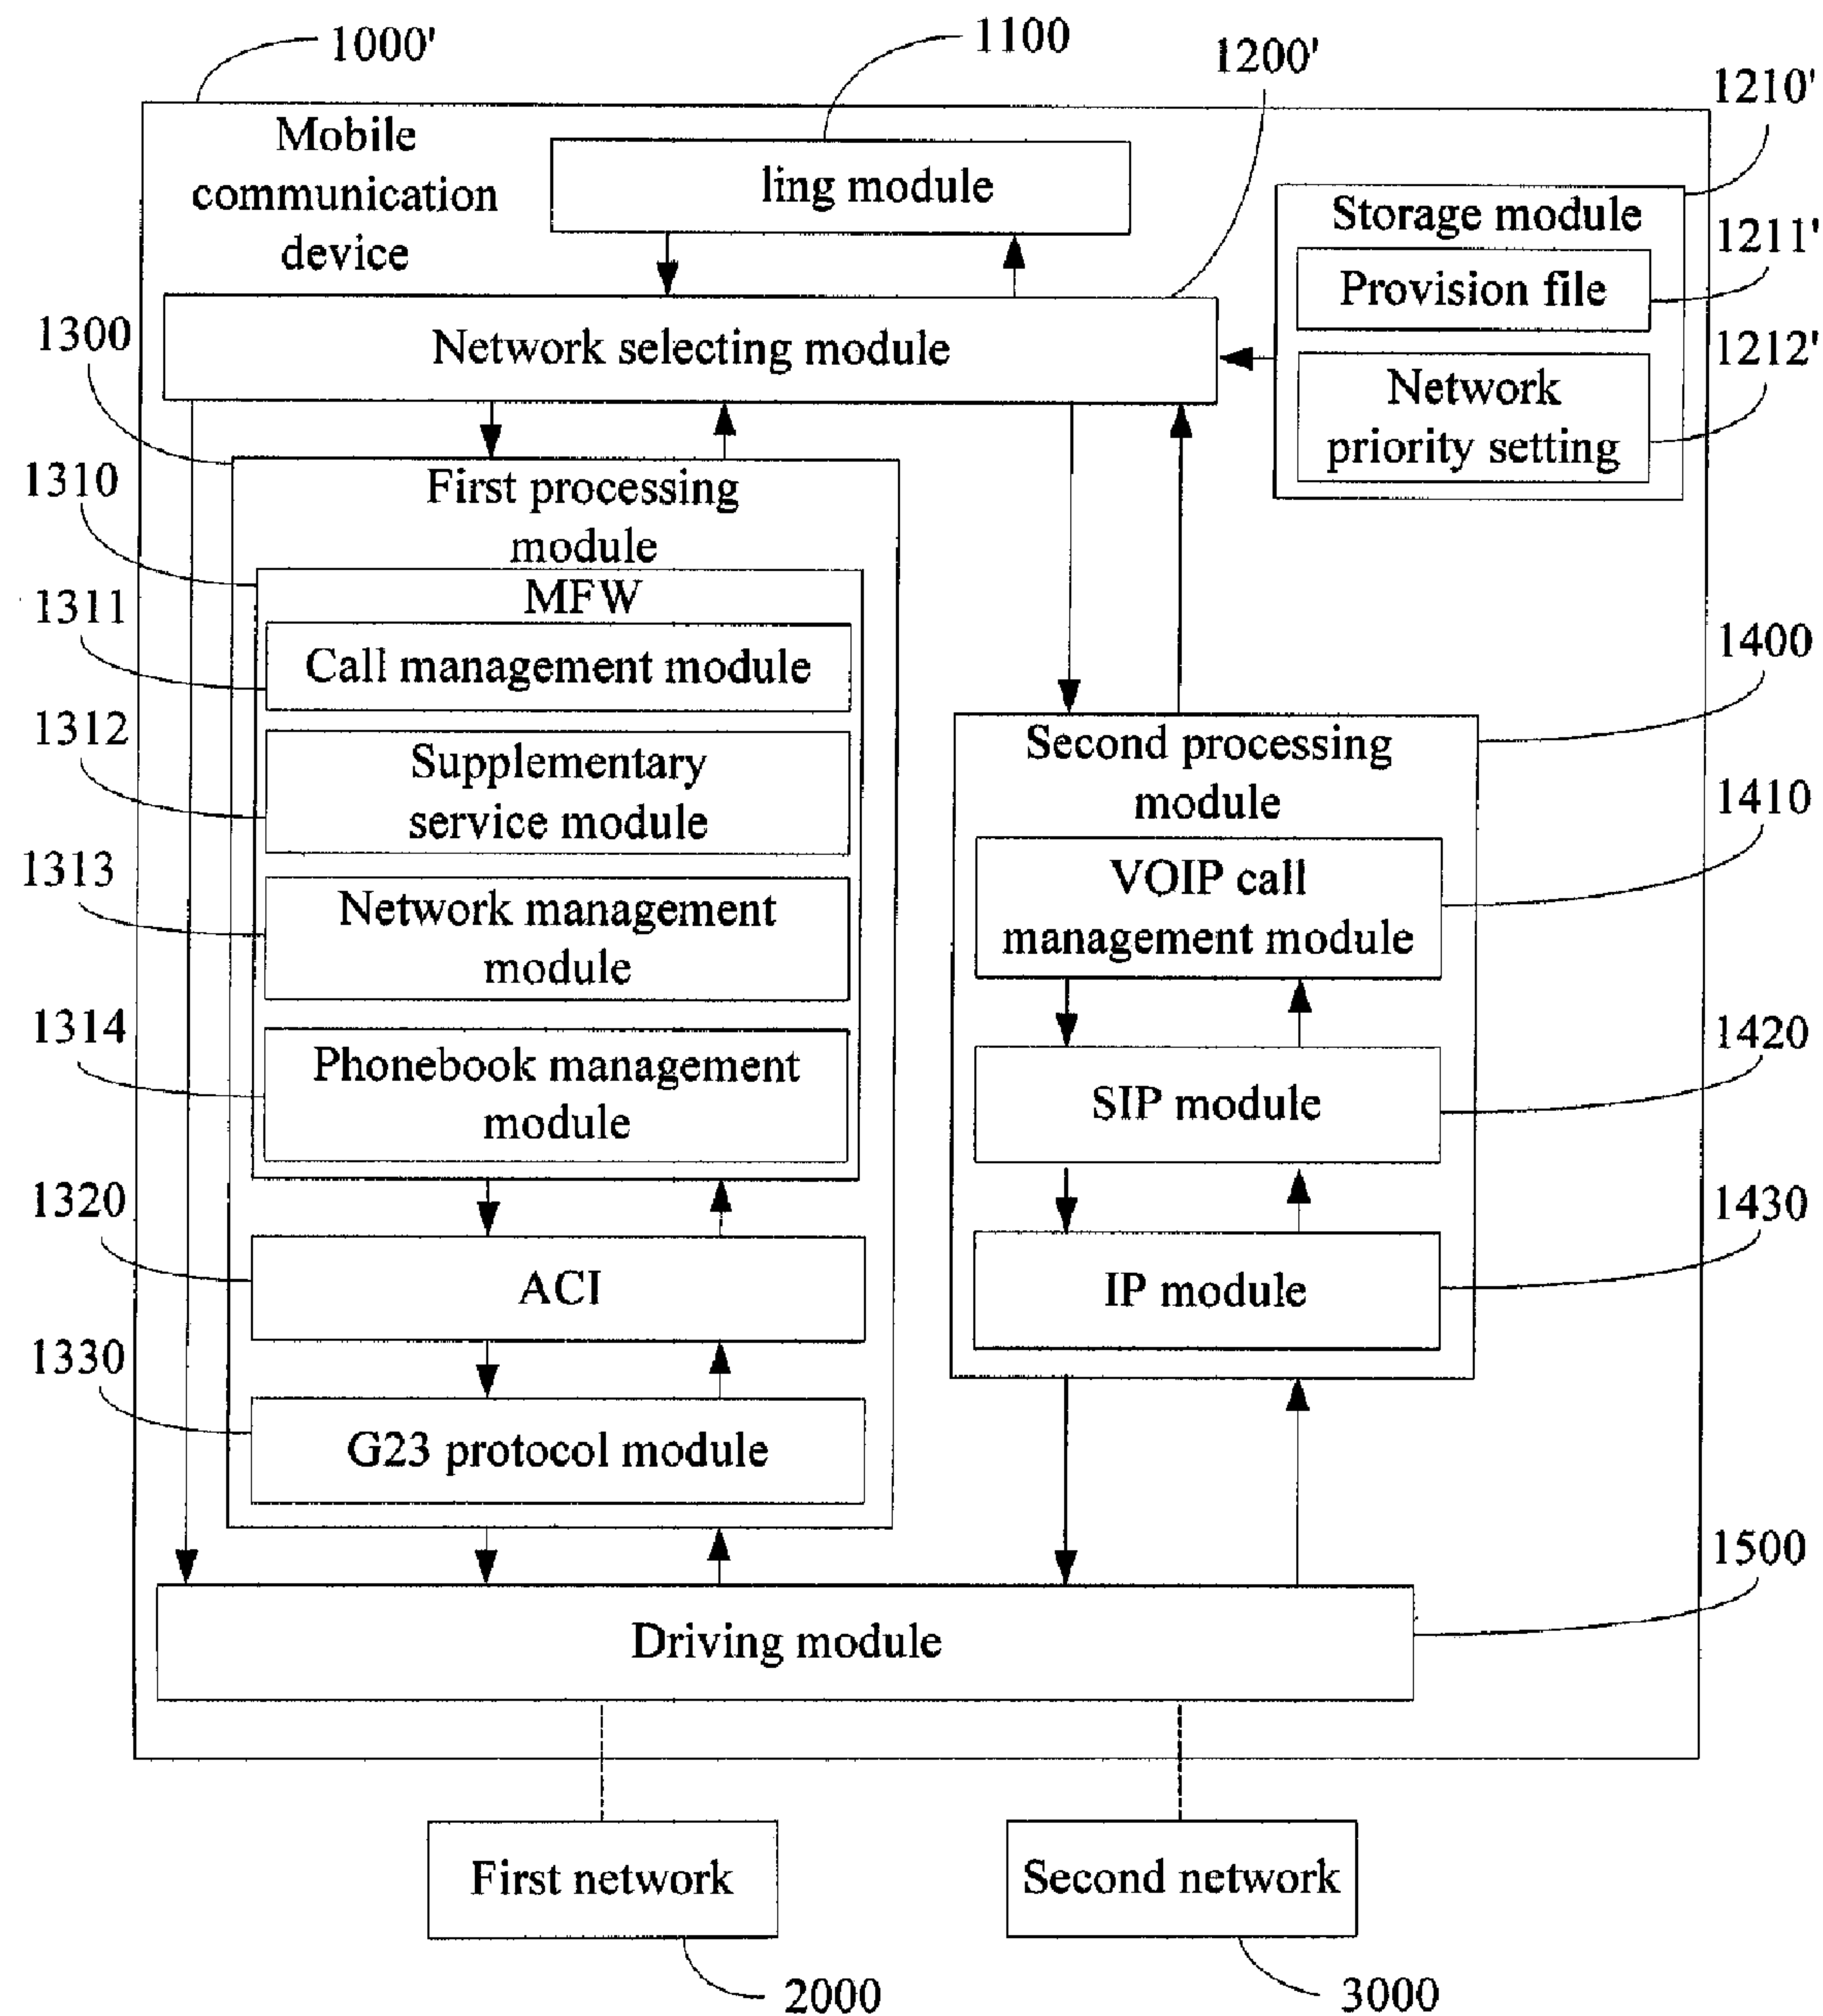 1000'
1100
1200'
1210'
Mobile
communication
device
ling module
Storage module
1211'
Provision file
1212'
Network
priority setting
1300
Network selecting module
1310
First processing
module
MFW
1311
Call management module
1312
Supplementary
service module
1313
Network management
module
1314
Phonebook management
module
1320
ACI
1330
G23 protocol module
1400
Second processing
module
1410
VOIP call
management module
1420
SIP module
1430
IP module
1500
Driving module
First network
Second network
2000
3000